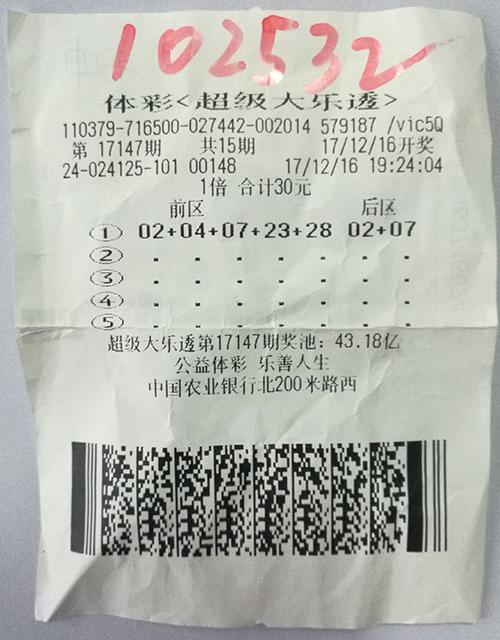 102532
体彩<超级大乐透>
110379-716500-027442-002014 579187 /vic5Q
第 17147期 共15期 17/12/16开奖
24-024125-101 00148 17/12/16 19:24:04
1倍 合计30元
前区 后区
① 02+04+07+23+28 02+07
② . . . . . . .
③ . . . . . . .
④ . . . . . . .
⑤ . . . . . . .
超级大乐透第17147期奖池: 43.18亿
公益体彩 乐善人生
中国农业银行北200米路西